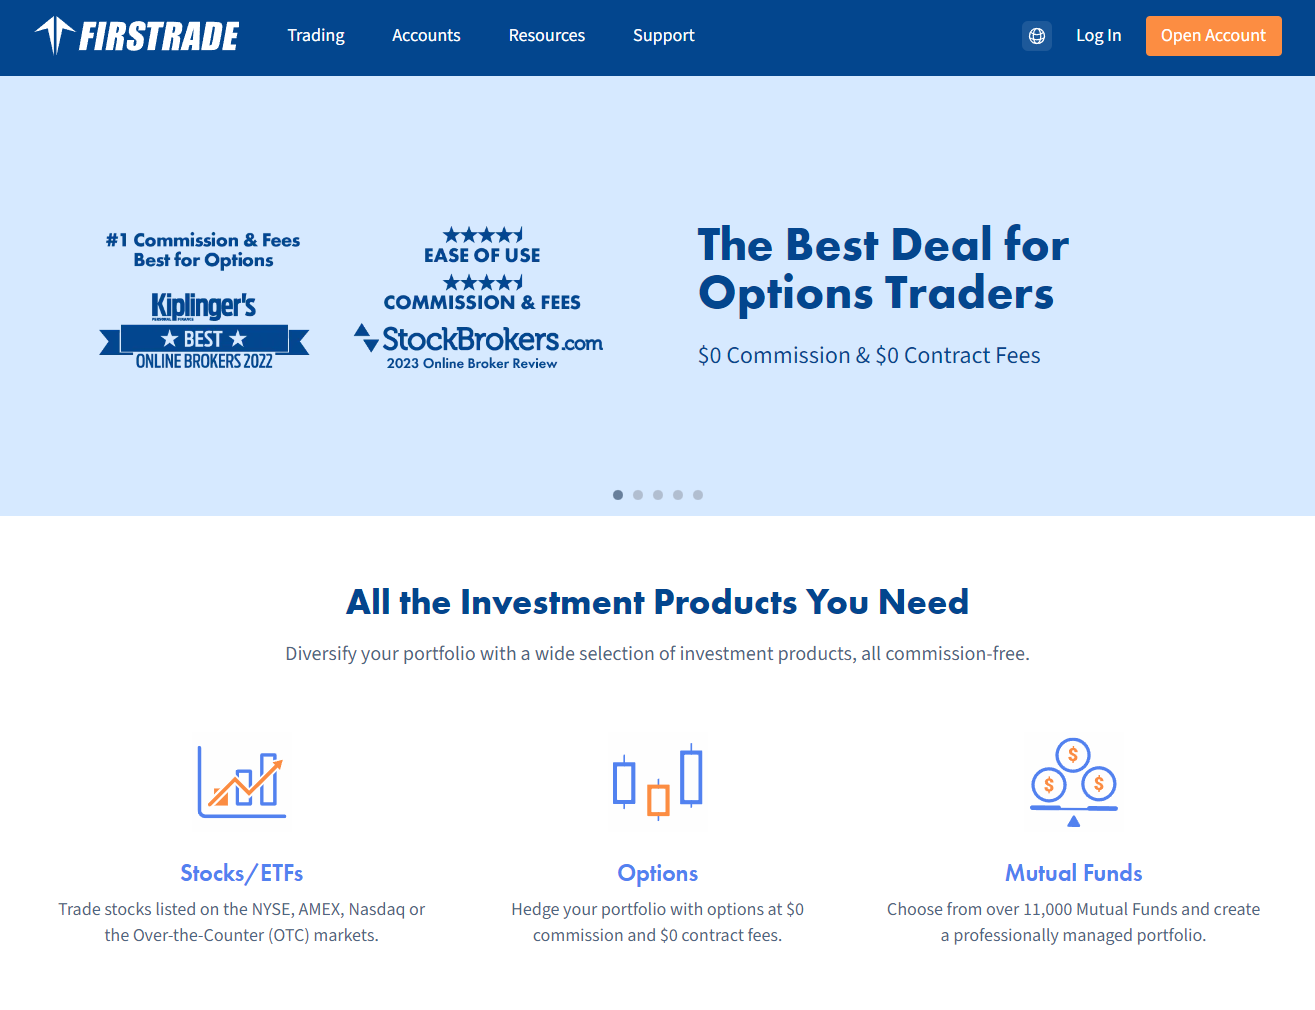 FIRSTRADE
Trading
Accounts
Resources
Support
Log In
Open Account
#1 Commission & Fees
Best for Options
Kiplinger's
PERSONAL FINANCE
BEST
ONLINE BROKERS 2022
EASE OF USE
COMMISSION & FEES
StockBrokers.com
2023 Online Broker Review
The Best Deal for
Options Traders
$0 Commission & $0 Contract Fees
All the Investment Products You Need
Diversify your portfolio with a wide selection of investment products, all commission-free.
$
$
$
Stocks/ETFs
Trade stocks listed on the NYSE, AMEX, Nasdaq or
the Over-the-Counter (OTC) markets.
Options
Hedge your portfolio with options at $0
commission and $0 contract fees.
Mutual Funds
Choose from over 11,000 Mutual Funds and create
a professionally managed portfolio.